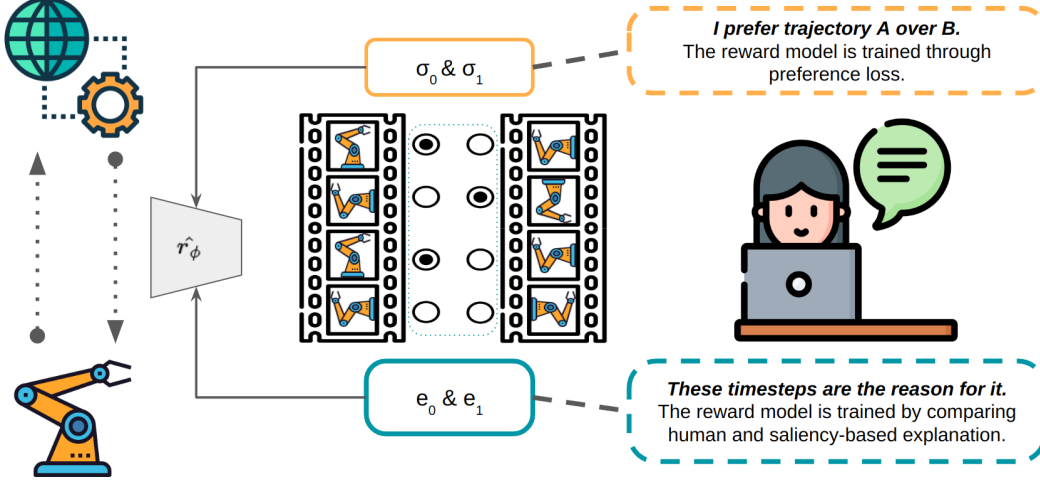 I prefer trajectory A over B.
The reward model is trained through
preference loss.
σ₀ & σ₁
r̂_ϕ
e₀ & e₁
These timesteps are the reason for it.
The reward model is trained by comparing
human and saliency-based explanation.